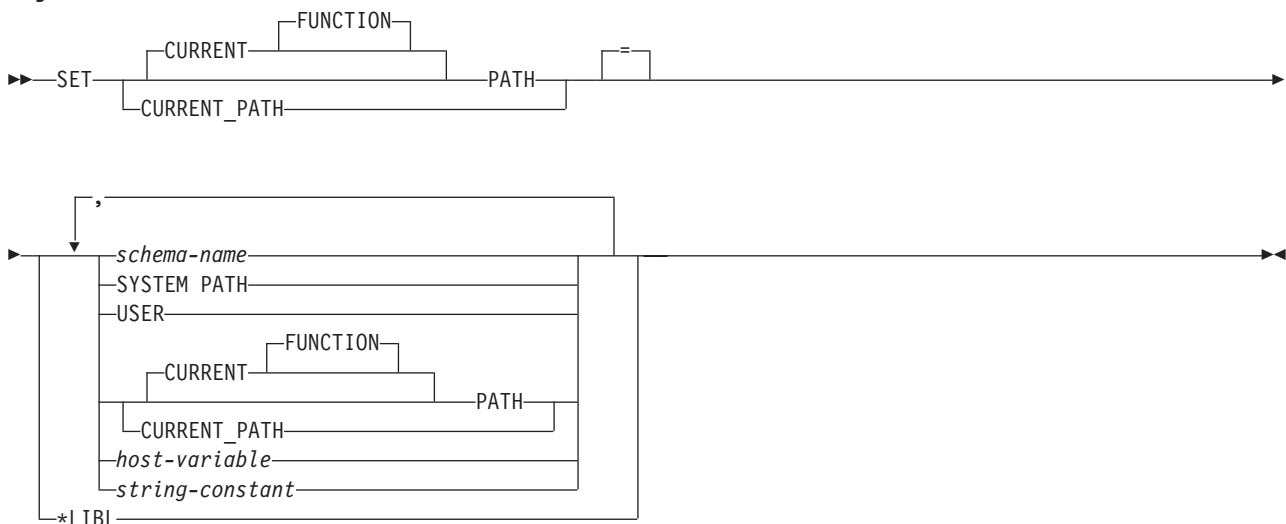 FUNCTION
CURRENT
=
SET
PATH
CURRENT_PATH
,
schema-name
SYSTEM PATH
USER
FUNCTION
CURRENT
PATH
CURRENT_PATH
host-variable
string-constant
*LIBL